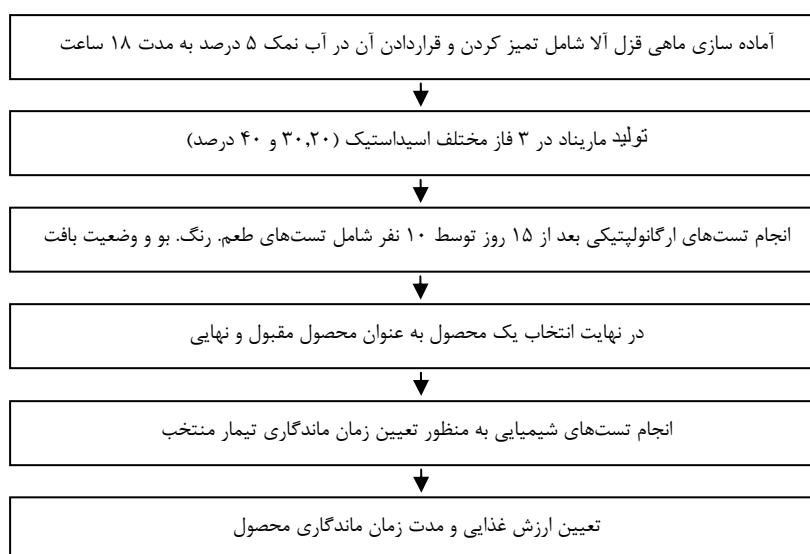 آماده سازی ماهی قزل آلا شامل تمیز کردن و قراردادن آن در آب نمک ۵ درصد به مدت ۱۸ ساعت
تولید ماریناد در ۳ فاز مختلف اسیداستیک (۳۰,۲۰ و ۴۰ درصد)
انجام تست‌های ارگانولپتیکی بعد از ۱۵ روز توسط ۱۰ نفر شامل تست‌های طعم. رنگ. بو و وضعیت بافت
در نهایت انتخاب یک محصول به عنوان محصول مقبول و نهایی
انجام تست‌های شیمیایی به منظور تعیین زمان ماندگاری تیمار منتخب
تعیین ارزش غذایی و مدت زمان ماندگاری محصول